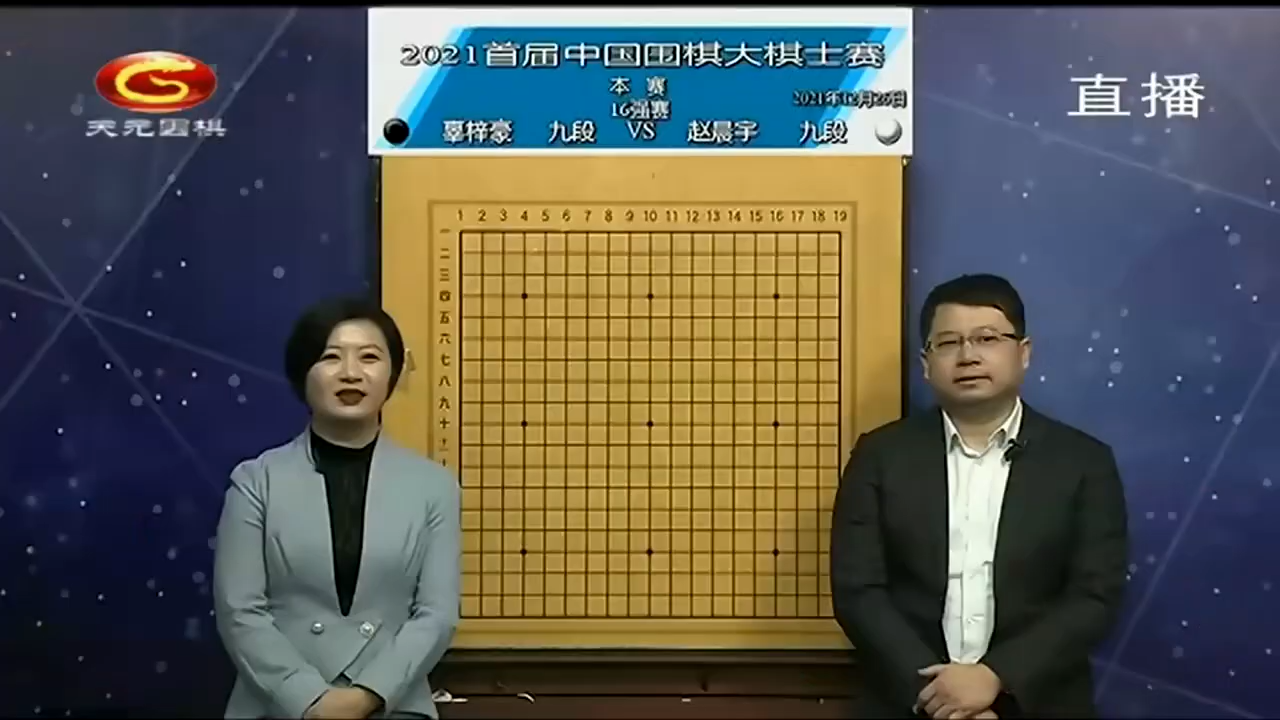 2021首届中国围棋大棋士赛
本 赛
16强赛
2021年12月26日
辜梓豪 九段 VS 赵晨宇 九段
天元围棋
直播
1 2 3 4 5 6 7 8 9 10 11 12 13 14 15 16 17 18 19
一
二
三
四
五
六
七
八
九
十